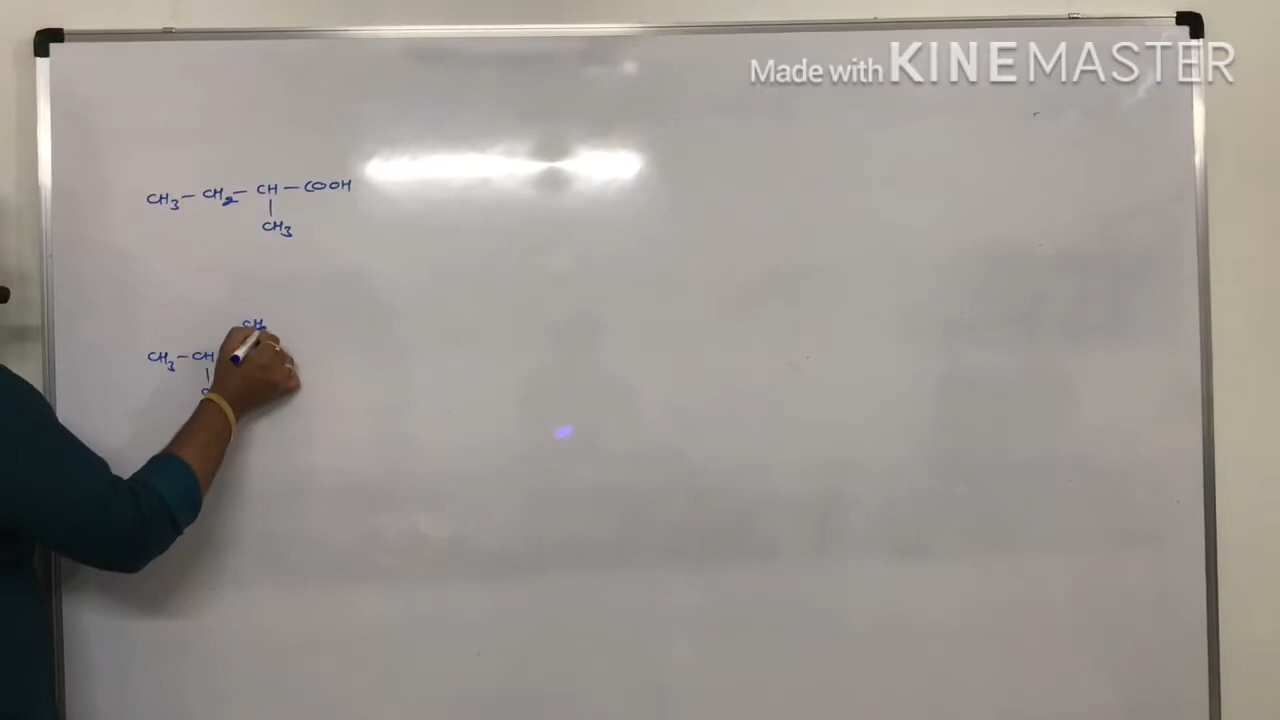 Made with KINEMASTER
CH3 – CH2 – CH – COOH
|
CH3
CH3 – CH
|